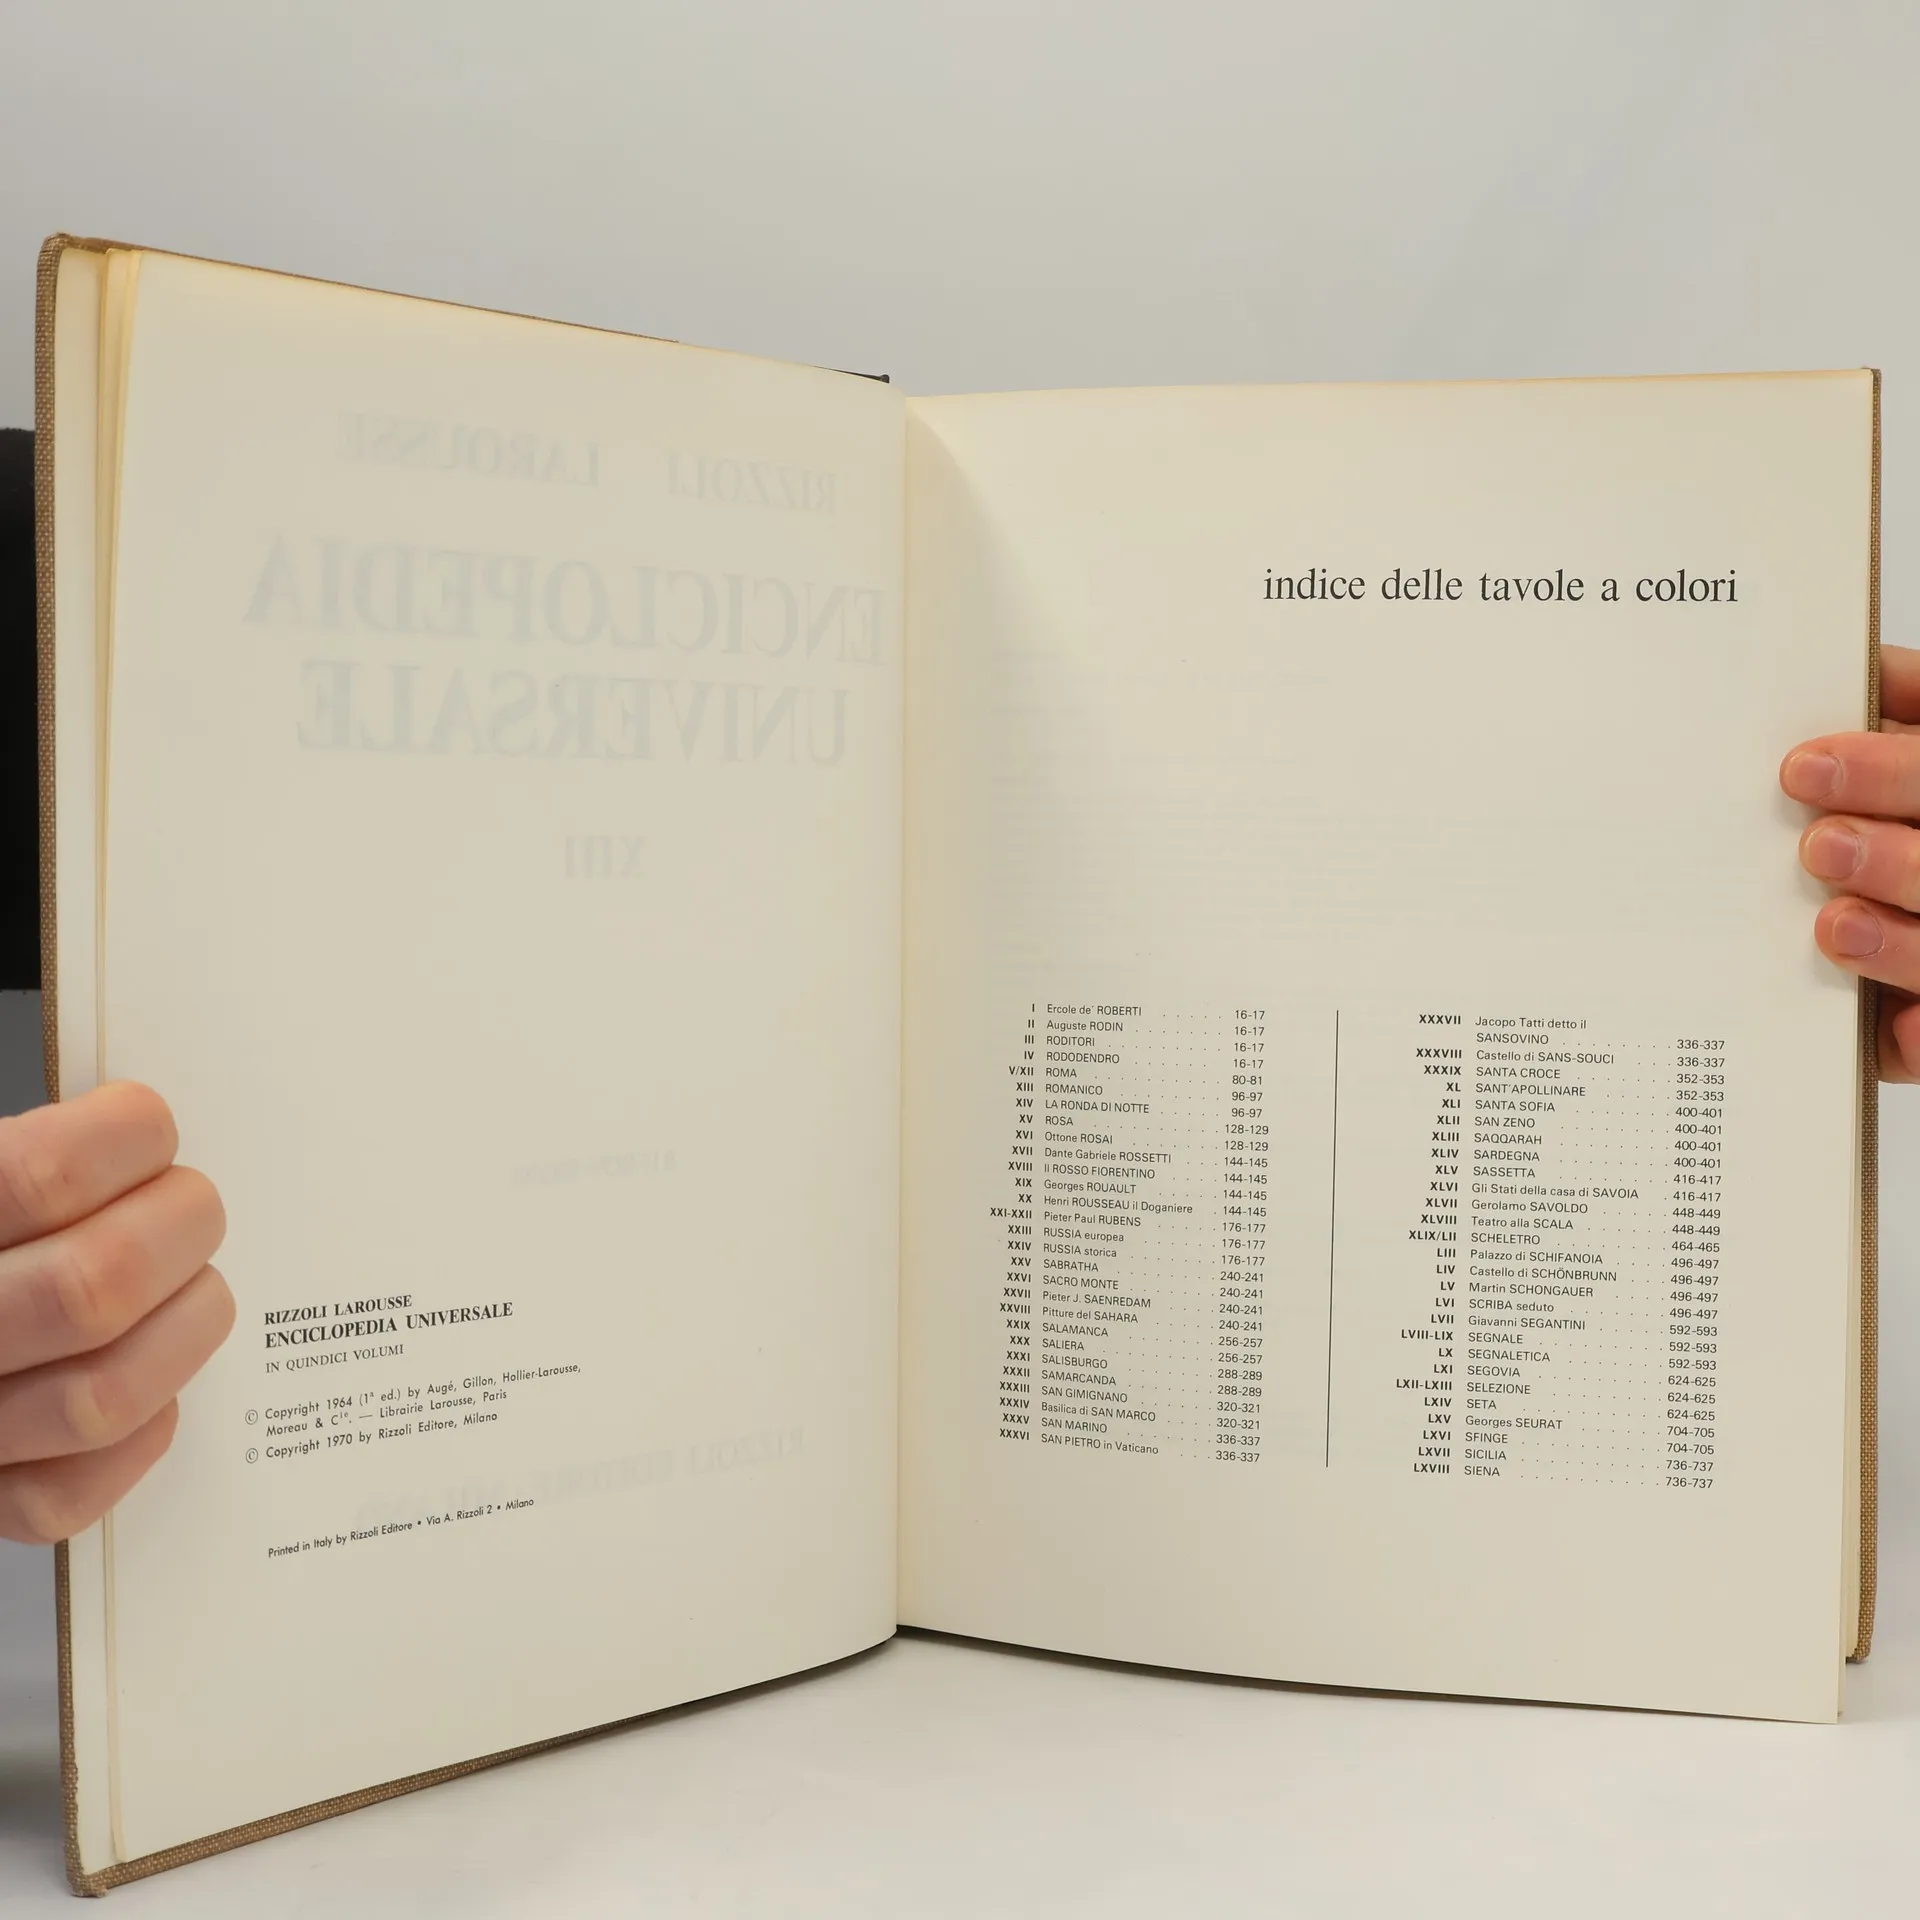 RIZZOLI LAROUSSE
ENCICLOPEDIA
UNIVERSALE
XIII
RIZZOLI LAROUSSE
ENCICLOPEDIA UNIVERSALE
IN QUINDICI VOLUMI
© Copyright 1964 (1ª ed.) by Augé, Gillon, Hollier-Larousse,
Moreau & Cie. — Librairie Larousse, Paris
© Copyright 1970 by Rizzoli Editore, Milano
Printed in Italy by Rizzoli Editore • Via A. Rizzoli 2 • Milano
indice delle tavole a colori
I Ercole de' ROBERTI . . . . . 16-17
II Auguste RODIN . . . . . . 16-17
III RODITORI . . . . . . . . 16-17
IV RODODENDRO . . . . . . 16-17
V/XII ROMA . . . . . . . . . 80-81
XIII ROMANICO . . . . . . . 96-97
XIV LA RONDA DI NOTTE . . . . . 96-97
XV ROSA . . . . . . . . . 128-129
XVI Ottone ROSAI . . . . . . 128-129
XVII Dante Gabriele ROSSETTI . . . 144-145
XVIII Il ROSSO FIORENTINO . . . . 144-145
XIX Georges ROUAULT . . . . . 144-145
XX Henri ROUSSEAU il Doganiere . 144-145
XXI-XXII Pieter Paul RUBENS . . . . . 176-177
XXIII RUSSIA europea . . . . . . 176-177
XXIV RUSSIA storica . . . . . . 176-177
XXV SABRATHA . . . . . . . 240-241
XXVI SACRO MONTE . . . . . . 240-241
XXVII Pieter J. SAENREDAM . . . . 240-241
XXVIII Pitture del SAHARA . . . . . 240-241
XXIX SALAMANCA . . . . . . . 256-257
XXX SALIERA . . . . . . . . 256-257
XXXI SALISBURGO . . . . . . . 288-289
XXXII SAMARCANDA . . . . . . 288-289
XXXIII SAN GIMIGNANO . . . . . . 320-321
XXXIV Basilica di SAN MARCO . . . . 320-321
XXXV SAN MARINO . . . . . . . 336-337
XXXVI SAN PIETRO in Vaticano . . . 336-337
XXXVII Jacopo Tatti detto il
SANSOVINO . . . . . . . . 336-337
XXXVIII Castello di SANS-SOUCI . . . . 336-337
XXXIX SANTA CROCE . . . . . . . 352-353
XL SANT'APOLLINARE . . . . . 352-353
XLI SANTA SOFIA . . . . . . . 400-401
XLII SAN ZENO . . . . . . . . 400-401
XLIII SAQQARAH . . . . . . . . 400-401
XLIV SARDEGNA . . . . . . . . 400-401
XLV SASSETTA . . . . . . . . 416-417
XLVI Gli Stati della casa di SAVOIA . 416-417
XLVII Gerolamo SAVOLDO . . . . . 448-449
XLVIII Teatro alla SCALA . . . . . . 448-449
XLIX/LII SCHELETRO . . . . . . . . 464-465
LIII Palazzo di SCHIFANOIA . . . . 496-497
LIV Castello di SCHÖNBRUNN . . . 496-497
LV Martin SCHONGAUER . . . . . 496-497
LVI SCRIBA seduto . . . . . . . 496-497
LVII Giavanni SEGANTINI . . . . . 592-593
LVIII-LIX SEGNALE . . . . . . . . . 592-593
LX SEGNALETICA . . . . . . . 592-593
LXI SEGOVIA . . . . . . . . . 624-625
LXII-LXIII SELEZIONE . . . . . . . . 624-625
LXIV SETA . . . . . . . . . . 624-625
LXV Georges SEURAT . . . . . . 704-705
LXVI SFINGE . . . . . . . . . 704-705
LXVII SICILIA . . . . . . . . . 736-737
LXVIII SIENA . . . . . . . . . . 736-737